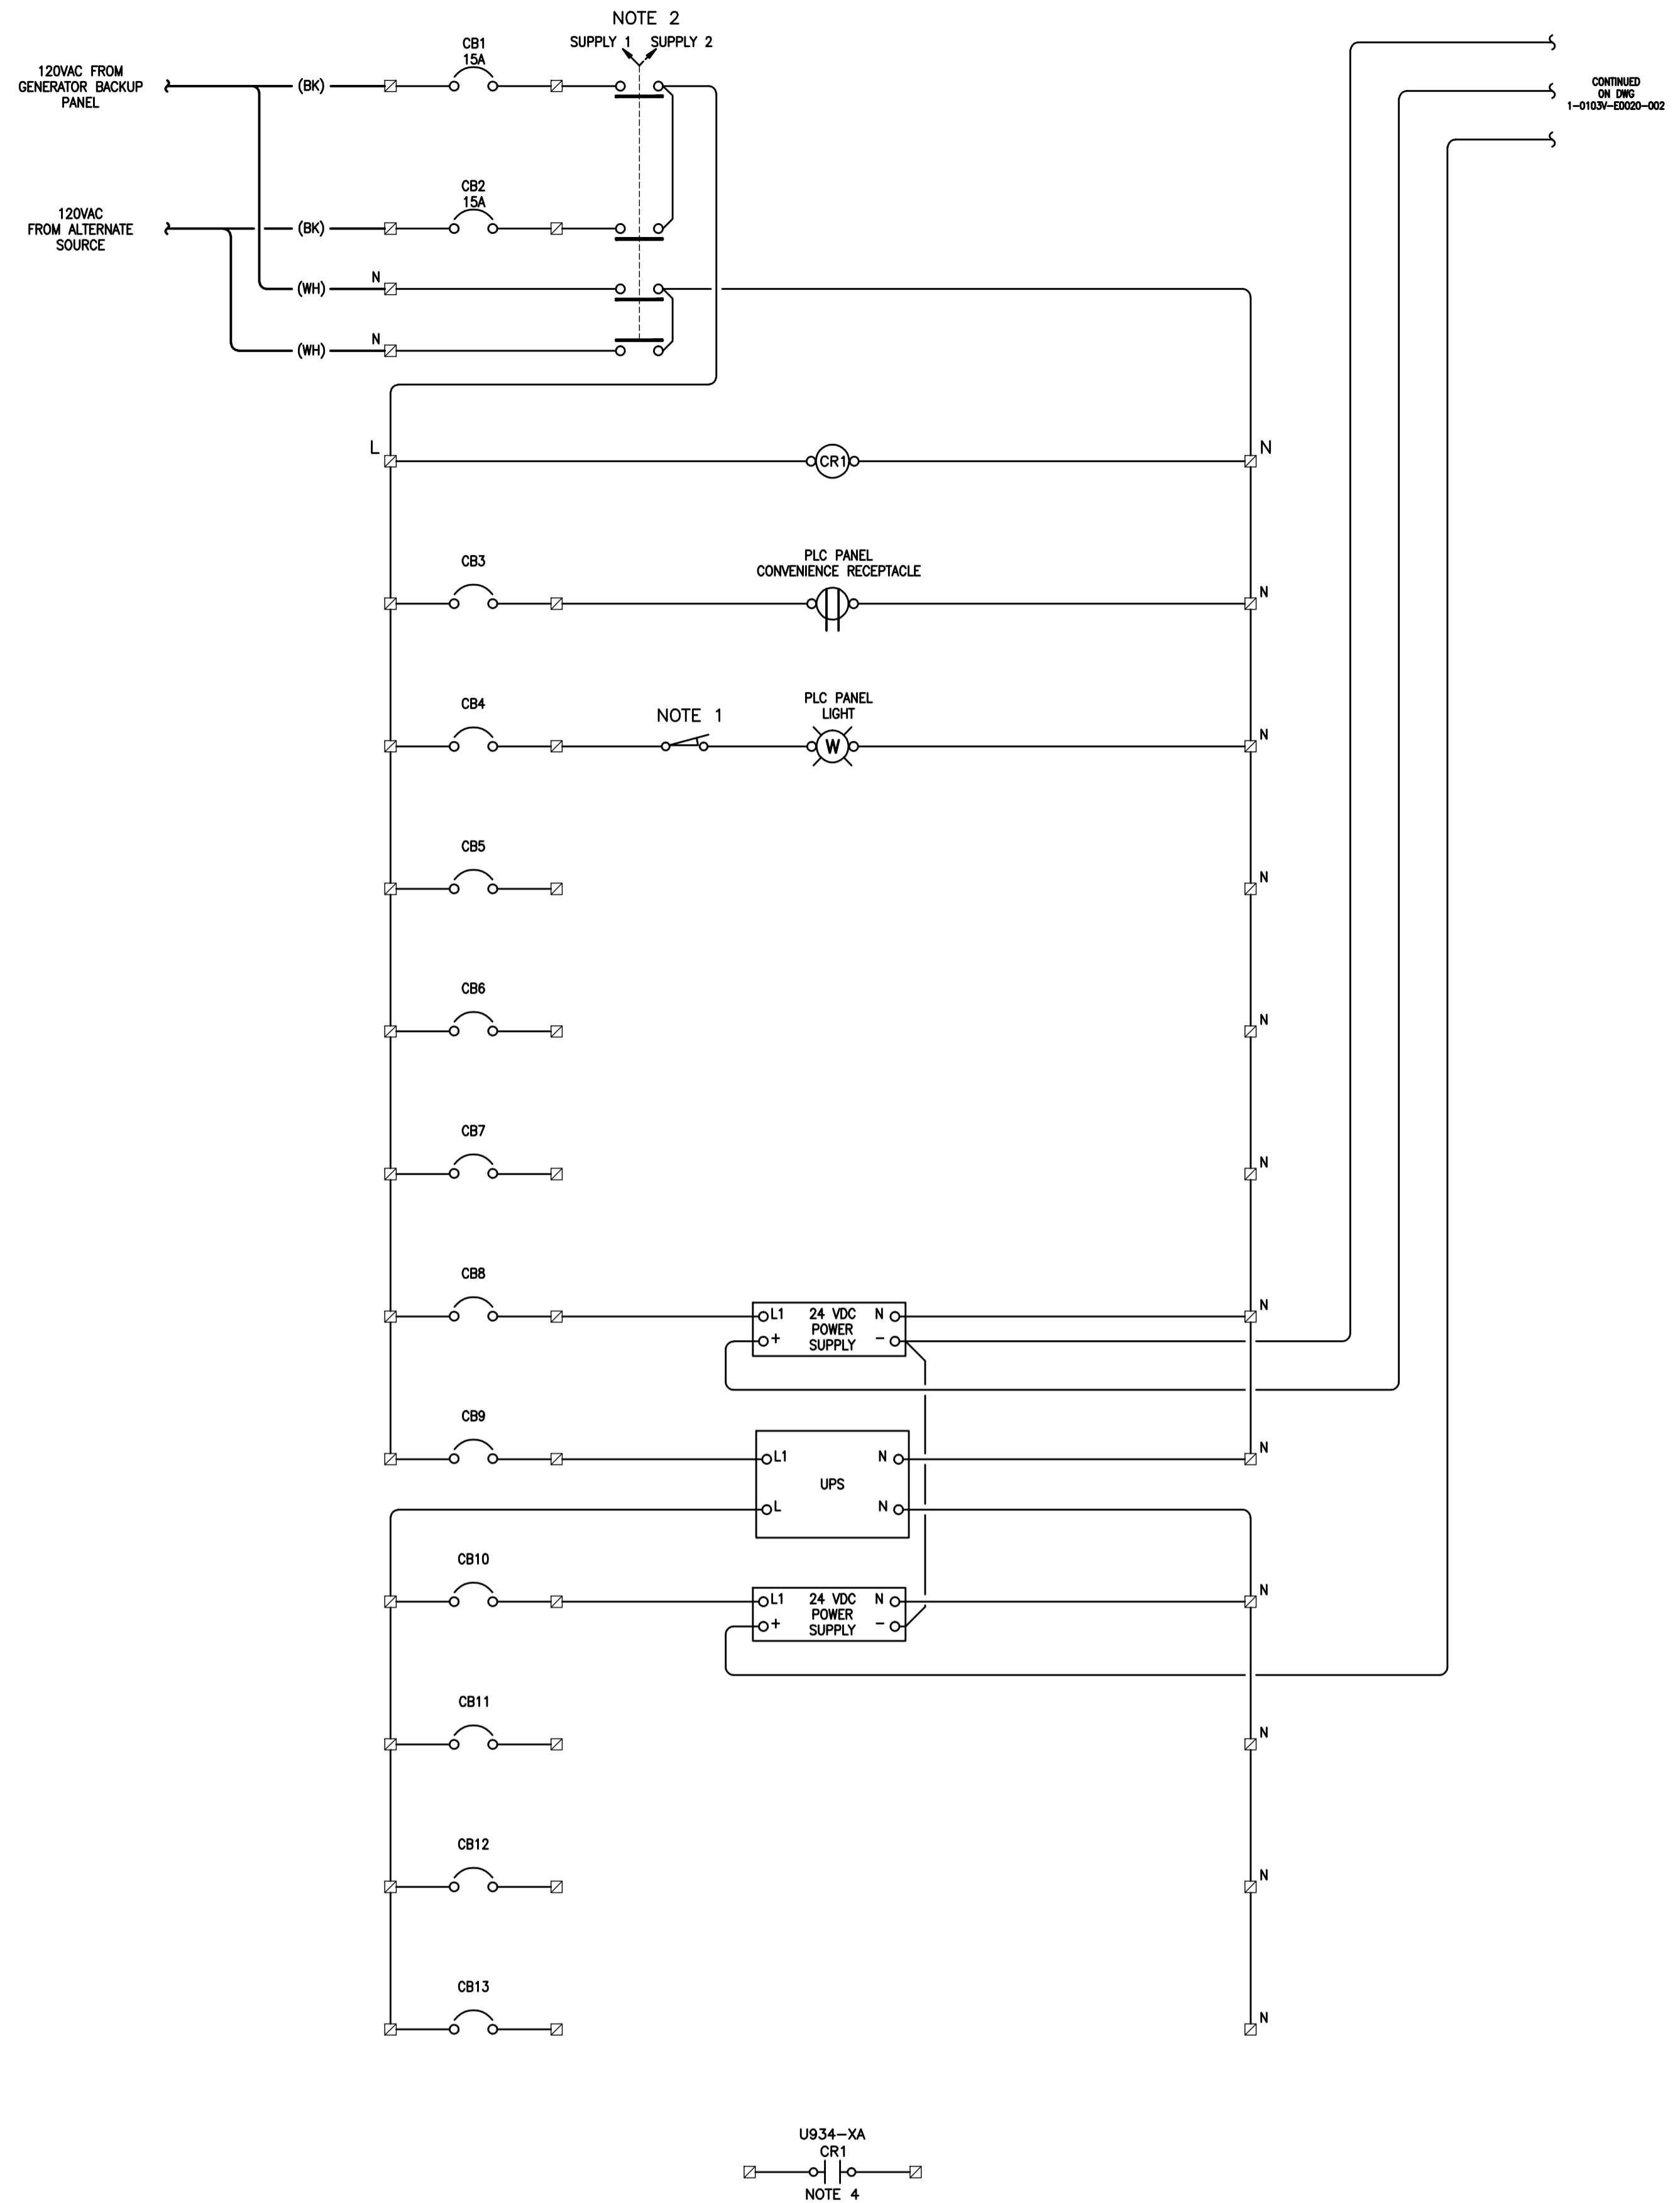 NOTE 2
SUPPLY 1 SUPPLY 2
CB1
15A
120VAC FROM
GENERATOR BACKUP
PANEL
(BK)
CONTINUED
ON DWG
1-0103V-E0020-002
CB2
15A
120VAC
FROM ALTERNATE
SOURCE
(BK)
N
(WH)
N
(WH)
L
CR1
N
CB3
PLC PANEL
CONVENIENCE RECEPTACLE
N
CB4
NOTE 1
PLC PANEL
LIGHT
W
N
CB5
N
CB6
N
CB7
N
CB8
L1 24 VDC N
POWER
+ SUPPLY -
N
CB9
L1 N
UPS
L N
N
CB10
L1 24 VDC N
POWER
+ SUPPLY -
N
CB11
N
CB12
N
CB13
N
U934-XA
CR1
NOTE 4